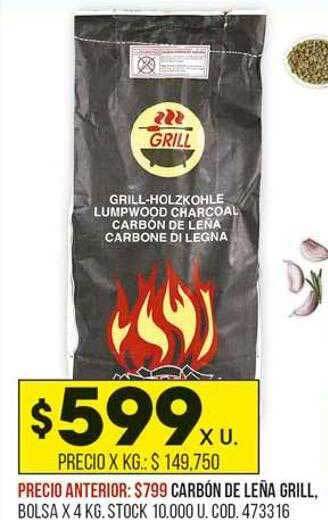 GRILL
GRILL-HOLZKOHLE
LUMPWOOD CHARCOAL
CARBÓN DE LEÑA
CARBONE DI LEGNA
$599 X U.
PRECIO X KG.: $ 149,750
PRECIO ANTERIOR: $799 CARBÓN DE LEÑA GRILL,
BOLSA X 4 KG. STOCK 10.000 U. COD. 473316